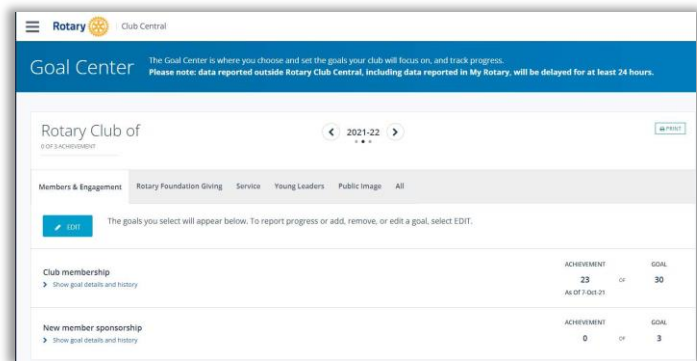 Rotary Club Central
Goal Center
The Goal Center is where you choose and set the goals your club will focus on, and track progress.
Please note: data reported outside Rotary Club Central, including data reported in My Rotary, will be delayed for at least 24 hours.
Rotary Club of
0 OF 3 ACHIEVEMENT
2021-22
PRINT
Members & Engagement Rotary Foundation Giving Service Young Leaders Public Image All
EDIT
The goals you select will appear below. To report progress or add, remove, or edit a goal, select EDIT.
Club membership
Show goal details and history
ACHIEVEMENT GOAL
23 OF 30
As Of 7-Oct-21
New member sponsorship
Show goal details and history
ACHIEVEMENT GOAL
0 OF 3